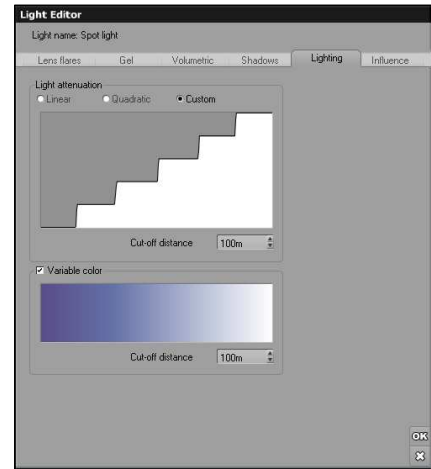 Light Editor
Light name: Spot light
Lens flares Gel Volumetric Shadows Lighting Influence
Light attenuation
Linear Quadratic Custom
Cut-off distance 100m
Variable color
Cut-off distance 100m
OK